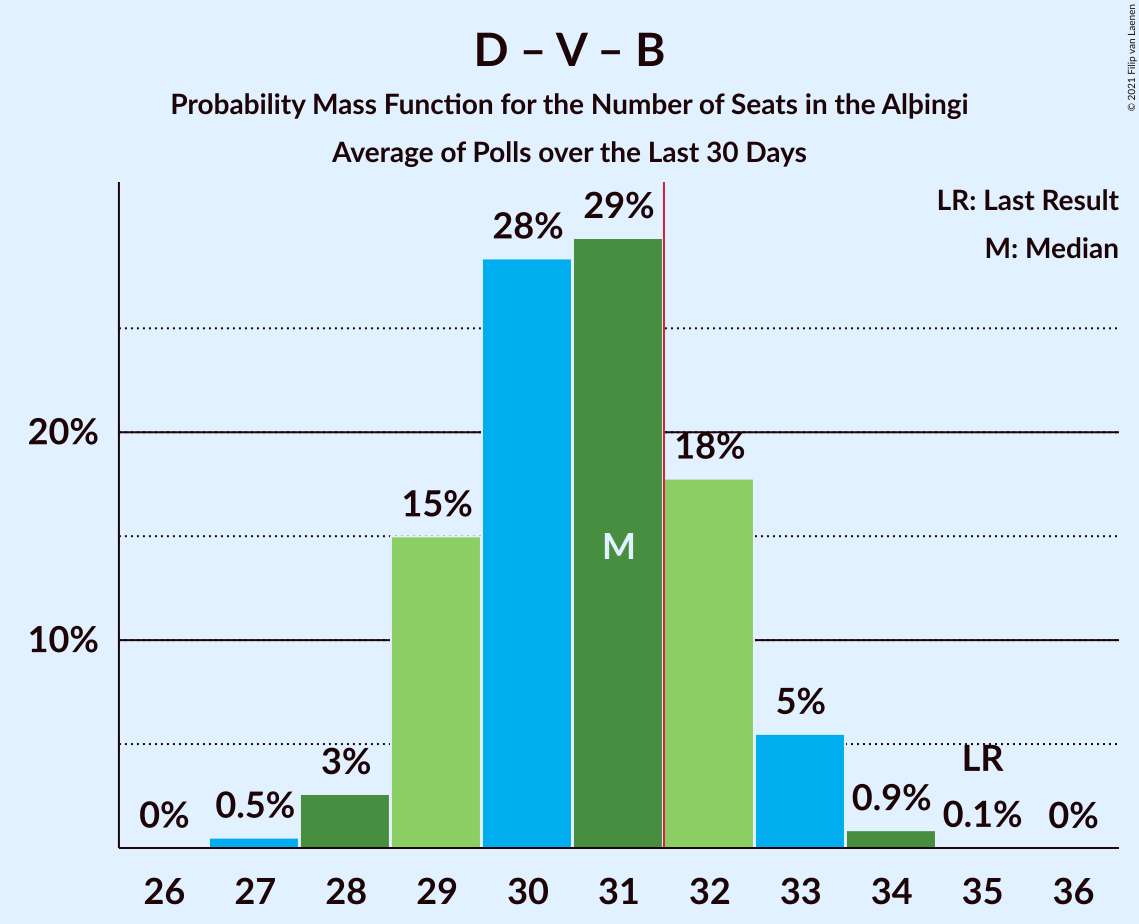 D – V – B
Probability Mass Function for the Number of Seats in the Alþingi
Average of Polls over the Last 30 Days
© 2021 Filip van Laenen
LR: Last Result
M: Median
29%
28%
20%
18%
15%
M
10%
5%
3%
LR
0.9%
0.5%
0%
0.1%
0%
26 27 28 29 30 31 32 33 34 35 36